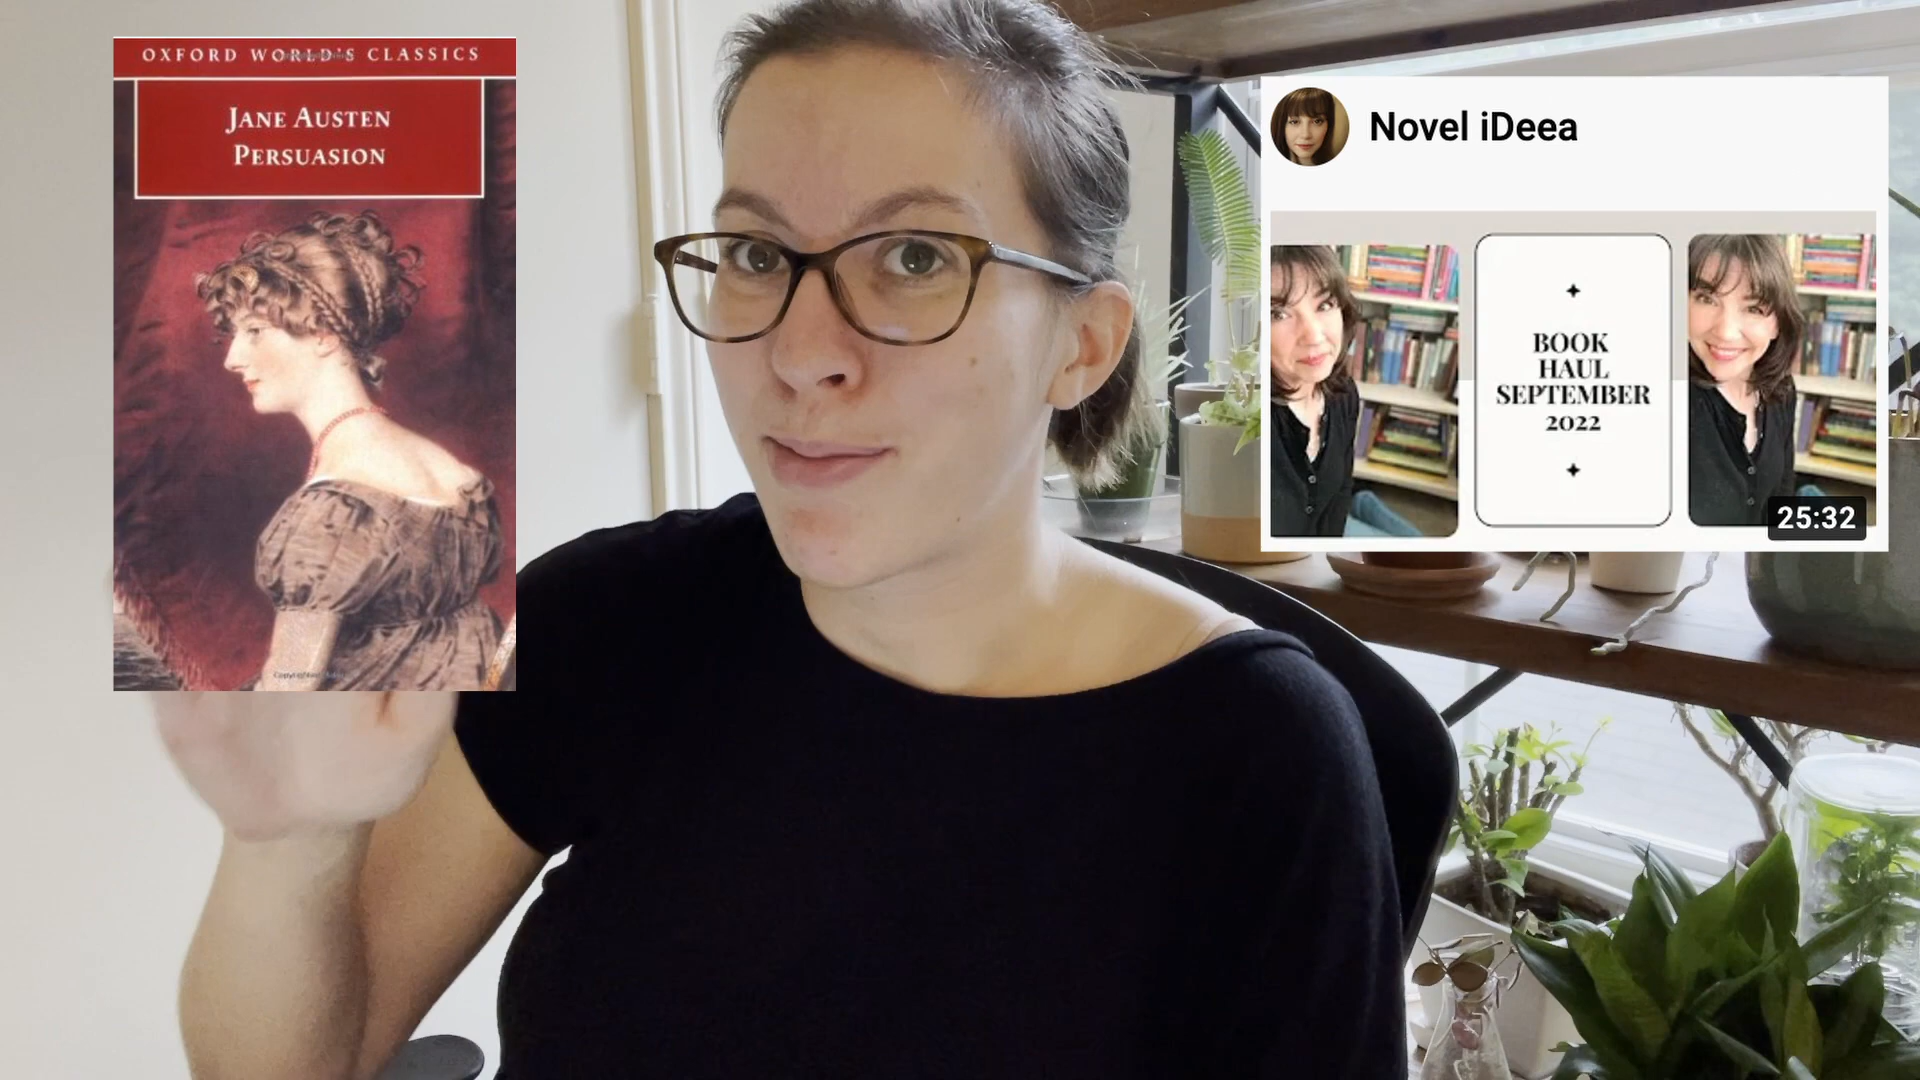 OXFORD WORLD'S CLASSICS
JANE AUSTEN
PERSUASION
Novel iDeea
BOOK
HAUL
SEPTEMBER
2022
25:32